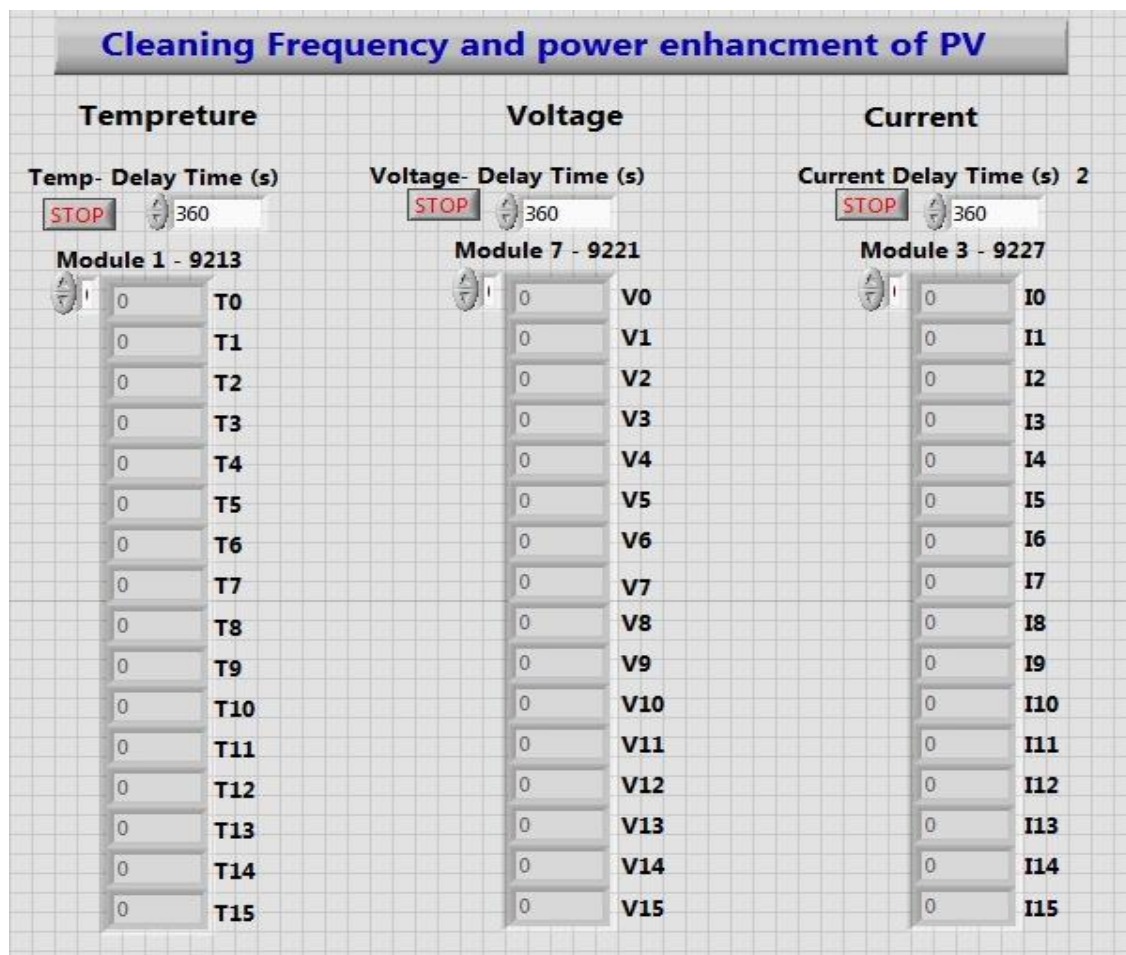 Cleaning Frequency and power enhancment of PV
Tempreture Voltage Current
Temp- Delay Time (s) Voltage- Delay Time (s) Current Delay Time (s) 2
STOP 360 STOP 360 STOP 360
Module 1 - 9213 Module 7 - 9221 Module 3 - 9227
0 T0 0 V0 0 I0
0 T1 0 V1 0 I1
0 T2 0 V2 0 I2
0 T3 0 V3 0 I3
0 T4 0 V4 0 I4
0 T5 0 V5 0 I5
0 T6 0 V6 0 I6
0 T7 0 V7 0 I7
0 T8 0 V8 0 I8
0 T9 0 V9 0 I9
0 T10 0 V10 0 I10
0 T11 0 V11 0 I11
0 T12 0 V12 0 I12
0 T13 0 V13 0 I13
0 T14 0 V14 0 I14
0 T15 0 V15 0 I15